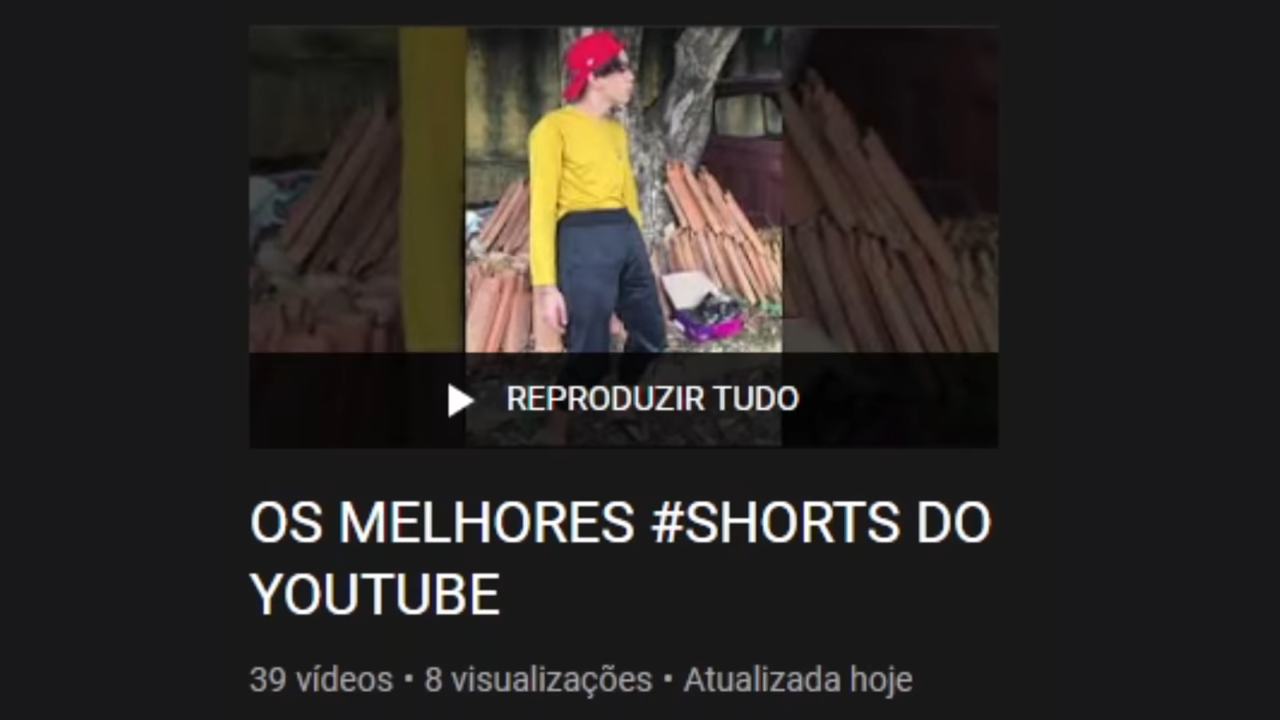 REPRODUZIR TUDO
OS MELHORES #SHORTS DO
YOUTUBE
39 vídeos • 8 visualizações • Atualizada hoje